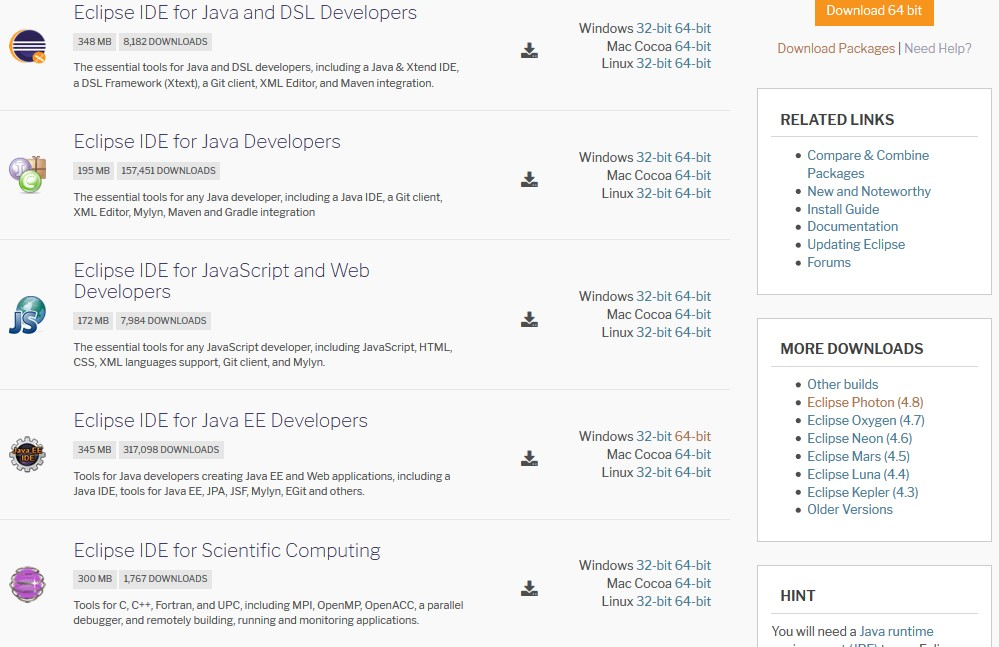 Eclipse IDE for Java and DSL Developers
348 MB 8,182 DOWNLOADS
The essential tools for Java and DSL developers, including a Java & Xtend IDE,
a DSL Framework (Xtext), a Git client, XML Editor, and Maven integration.
Windows 32-bit 64-bit
Mac Cocoa 64-bit
Linux 32-bit 64-bit
Eclipse IDE for Java Developers
195 MB 157,451 DOWNLOADS
The essential tools for any Java developer, including a Java IDE, a Git client,
XML Editor, Mylyn, Maven and Gradle integration
Windows 32-bit 64-bit
Mac Cocoa 64-bit
Linux 32-bit 64-bit
JS
Eclipse IDE for JavaScript and Web
Developers
172 MB 7,984 DOWNLOADS
The essential tools for any JavaScript developer, including JavaScript, HTML,
CSS, XML languages support, Git client, and Mylyn.
Windows 32-bit 64-bit
Mac Cocoa 64-bit
Linux 32-bit 64-bit
Java EE
IDE
Eclipse IDE for Java EE Developers
345 MB 317,098 DOWNLOADS
Tools for Java developers creating Java EE and Web applications, including a
Java IDE, tools for Java EE, JPA, JSF, Mylyn, EGit and others.
Windows 32-bit 64-bit
Mac Cocoa 64-bit
Linux 32-bit 64-bit
Eclipse IDE for Scientific Computing
300 MB 1,767 DOWNLOADS
Tools for C, C++, Fortran, and UPC, including MPI, OpenMP, OpenACC, a parallel
debugger, and remotely building, running and monitoring applications.
Windows 32-bit 64-bit
Mac Cocoa 64-bit
Linux 32-bit 64-bit
Download 64 bit
Download Packages | Need Help?
RELATED LINKS
Compare & Combine
Packages
New and Noteworthy
Install Guide
Documentation
Updating Eclipse
Forums
MORE DOWNLOADS
Other builds
Eclipse Photon (4.8)
Eclipse Oxygen (4.7)
Eclipse Neon (4.6)
Eclipse Mars (4.5)
Eclipse Luna (4.4)
Eclipse Kepler (4.3)
Older Versions
HINT
You will need a Java runtime